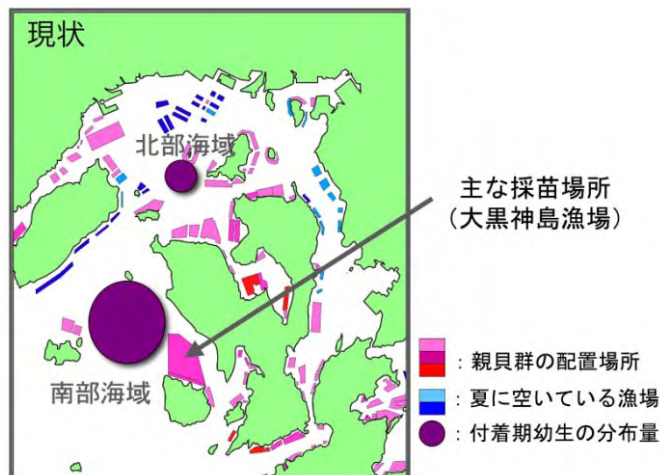 現状
北部海域
主な採苗場所
(大黒神島漁場)
南部海域
: 親貝群の配置場所
: 夏に空いている漁場
: 付着期幼生の分布量